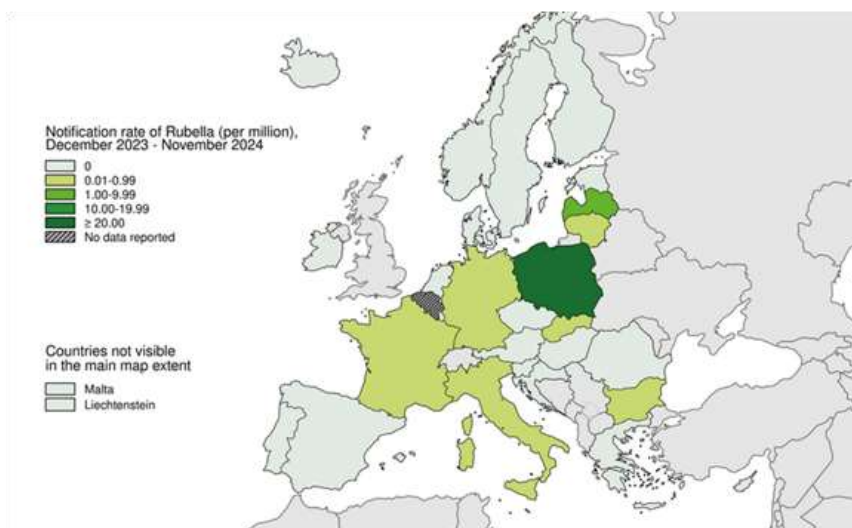 Notification rate of Rubella (per million),
December 2023 - November 2024
0
0.01-0.99
1.00-9.99
10.00-19.99
≥ 20.00
No data reported
Countries not visible
in the main map extent
Malta
Liechtenstein